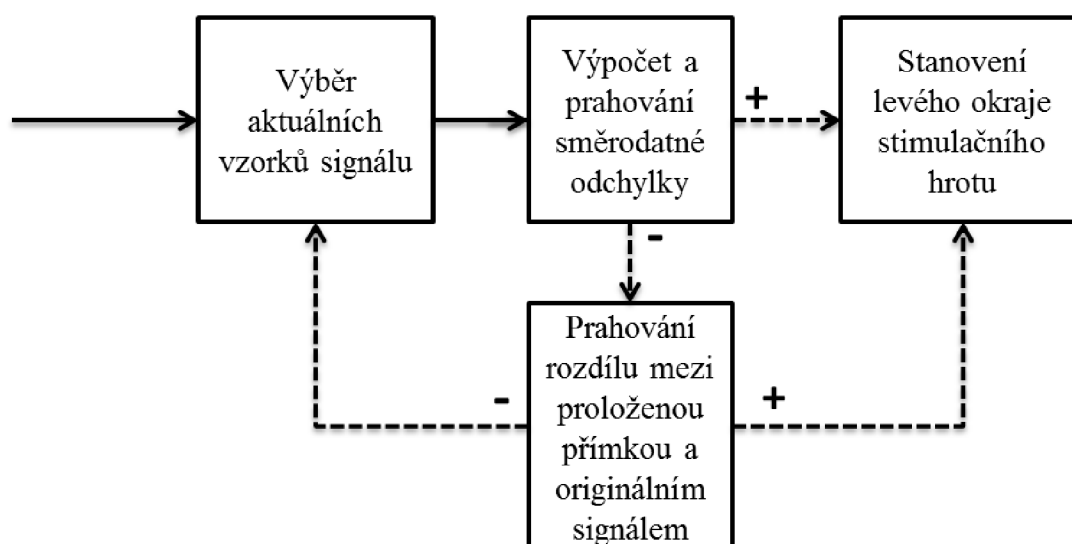 Výběr
aktuálních
vzorků signálu
Výpočet a
prahování
směrodatné
odchylky
+
Stanovení
levého okraje
stimulačního
hrotu
-
Prahování
rozdílu mezi
proloženou
přímkou a
originálním
signálem
-
+